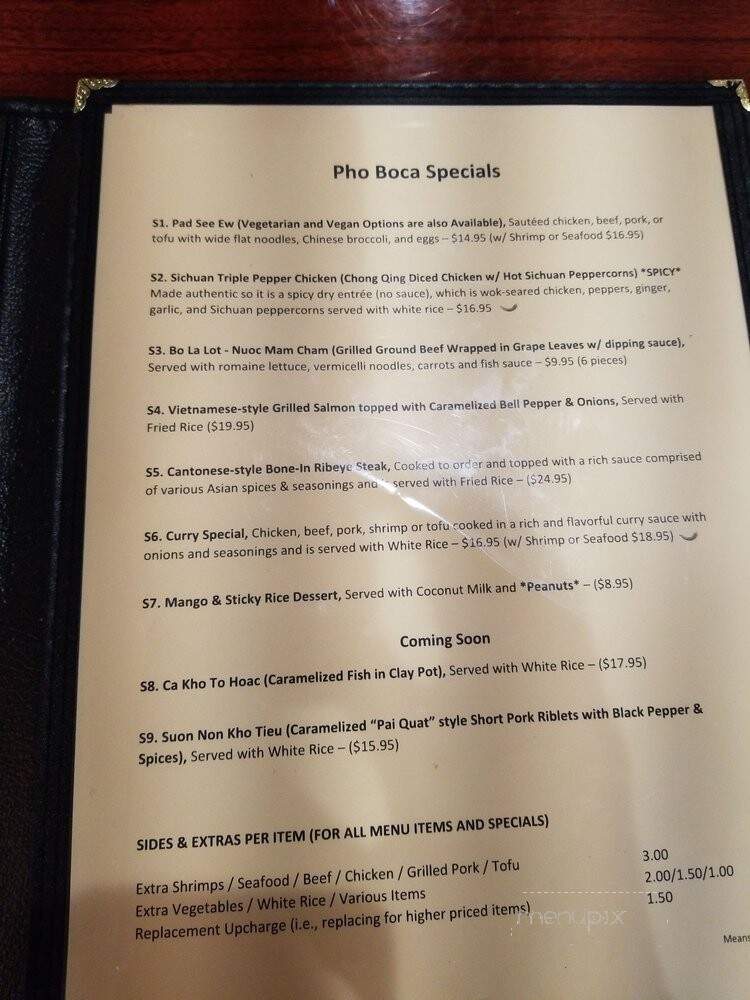 Pho Boca Specials
S1. Pad See Ew (Vegetarian and Vegan Options are also Available), Sautéed chicken, beef, pork, or
tofu with wide flat noodles, Chinese broccoli, and eggs – $14.95 (w/ Shrimp or Seafood $16.95)
S2. Sichuan Triple Pepper Chicken (Chong Qing Diced Chicken w/ Hot Sichuan Peppercorns) *SPICY*
Made authentic so it is a spicy dry entrée (no sauce), which is wok-seared chicken, peppers, ginger,
garlic, and Sichuan peppercorns served with white rice – $16.95
S3. Bo La Lot - Nuoc Mam Cham (Grilled Ground Beef Wrapped in Grape Leaves w/ dipping sauce),
Served with romaine lettuce, vermicelli noodles, carrots and fish sauce – $9.95 (6 pieces)
S4. Vietnamese-style Grilled Salmon topped with Caramelized Bell Pepper & Onions, Served with
Fried Rice ($19.95)
S5. Cantonese-style Bone-In Ribeye Steak, Cooked to order and topped with a rich sauce comprised
of various Asian spices & seasonings and is served with Fried Rice – ($24.95)
S6. Curry Special, Chicken, beef, pork, shrimp or tofu cooked in a rich and flavorful curry sauce with
onions and seasonings and is served with White Rice – $16.95 (w/ Shrimp or Seafood $18.95)
S7. Mango & Sticky Rice Dessert, Served with Coconut Milk and *Peanuts* – ($8.95)
Coming Soon
S8. Ca Kho To Hoac (Caramelized Fish in Clay Pot), Served with White Rice – ($17.95)
S9. Suon Non Kho Tieu (Caramelized "Pai Quat" style Short Pork Riblets with Black Pepper &
Spices), Served with White Rice – ($15.95)
SIDES & EXTRAS PER ITEM (FOR ALL MENU ITEMS AND SPECIALS)
Extra Shrimps / Seafood / Beef / Chicken / Grilled Pork / Tofu 3.00
Extra Vegetables / White Rice / Various Items 2.00/1.50/1.00
Replacement Upcharge (i.e., replacing for higher priced items) 1.50
menupix
Means